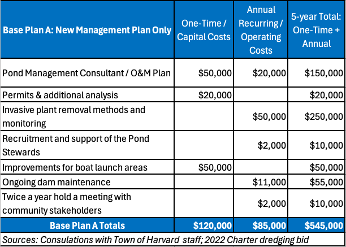 Base Plan A: New Management Plan Only
One-Time / Capital Costs
Annual Recurring / Operating Costs
5-year Total: One-Time + Annual
Pond Management Consultant / O&M Plan $50,000 $20,000 $150,000
Permits & additional analysis $20,000 $20,000
Invasive plant removal methods and
monitoring $50,000 $250,000
Recruitment and support of the Pond
Stewards $2,000 $10,000
Improvements for boat launch areas $50,000 $50,000
Ongoing dam maintenance $11,000 $55,000
Twice a year hold a meeting with
community stakeholders $2,000 $10,000
Base Plan A Totals $120,000 $85,000 $545,000
Sources: Consulations with Town of Harvard staff; 2022 Charter dredging bid